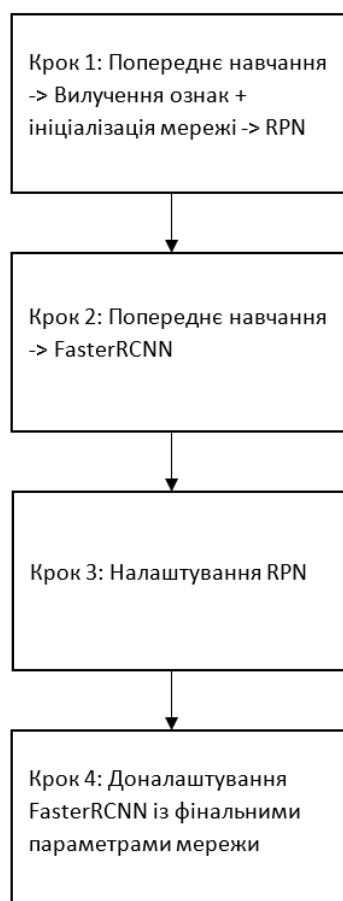 Крок 1: Попереднє навчання
-> Вилучення ознак +
ініціалізація мережі -> RPN
Крок 2: Попереднє навчання
-> FasterRCNN
Крок 3: Налаштування RPN
Крок 4: Доналаштування
FasterRCNN із фінальними
параметрами мережи